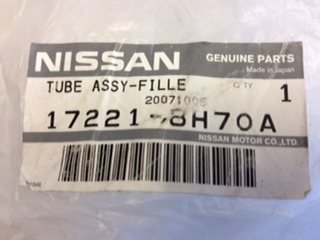 NISSAN GENUINE PARTS
Made in Japan
TUBE ASSY-FILLE Q'TY 1
20071005
17221-8H70A
NISSAN MOTOR CO.,LTD.